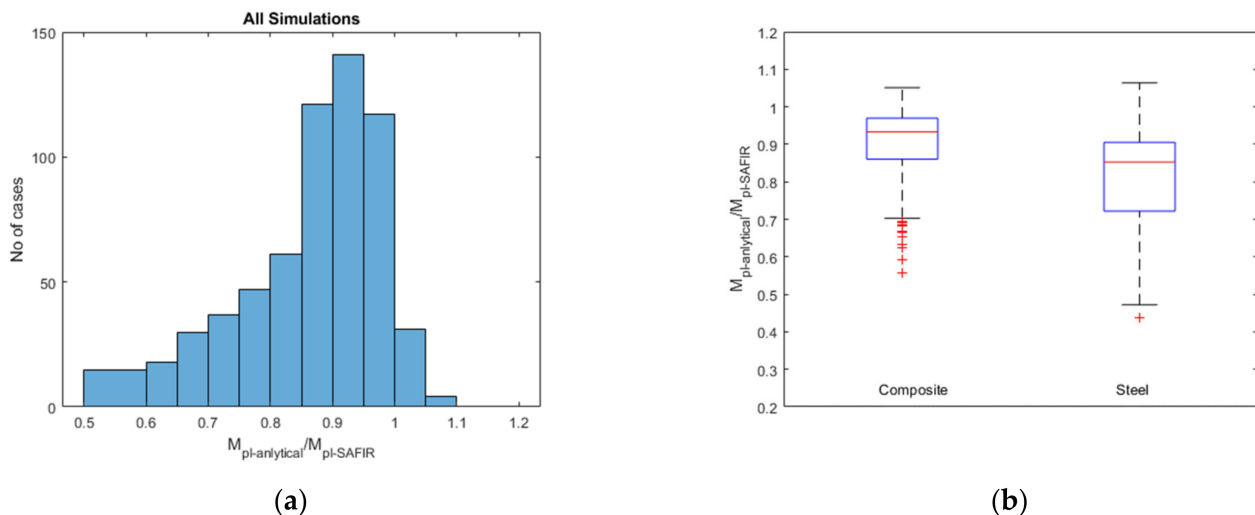 All Simulations
150
100
50
0
No of cases
0.5 0.6 0.7 0.8 0.9 1 1.1 1.2
Mpl-anlytical/Mpl-SAFIR
(a)
1.2
1.1
1
0.9
0.8
0.7
0.6
0.5
0.4
0.3
0.2
Mpl-anlytical/Mpl-SAFIR
Composite Steel
(b)